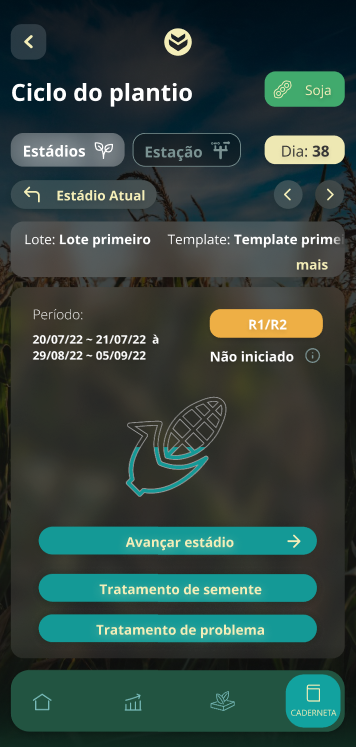 Ciclo do plantio
Soja
Estádios
Estação
Dia: 38
Estádio Atual
Lote: Lote primeiro Template: Template prime
mais
Período:
20/07/22 ~ 21/07/22 à
29/08/22 ~ 05/09/22
R1/R2
Não iniciado
Avançar estádio
Tratamento de semente
Tratamento de problema
CADERNETA